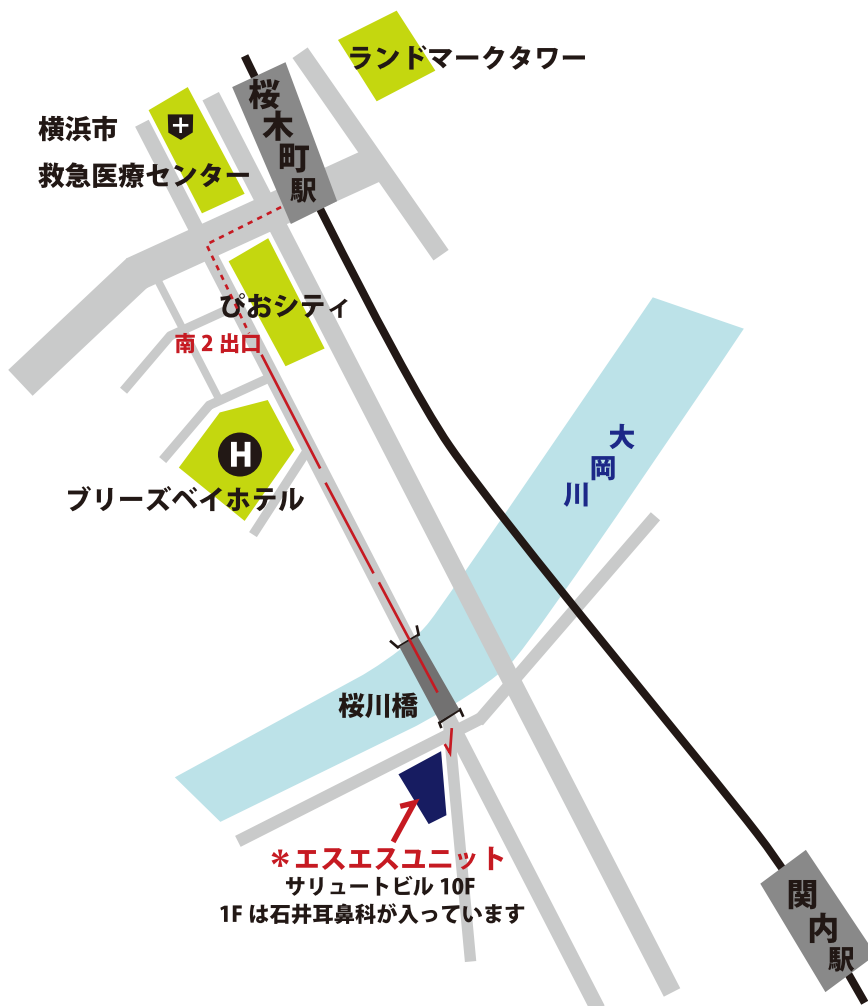 ランドマークタワー
桜木町駅
横浜市
救急医療センター
ぴおシティ
南2出口
H
ブリーズベイホテル
大岡川
桜川橋
＊エスエスユニット
サリュートビル 10F
1F は石井耳鼻科が入っています
関内駅